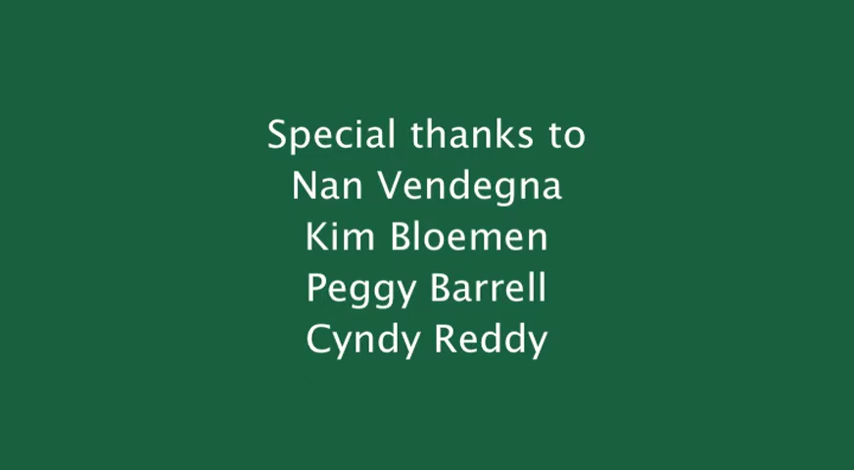 Special thanks to
Nan Vendegna
Kim Bloemen
Peggy Barrell
Cyndy Reddy